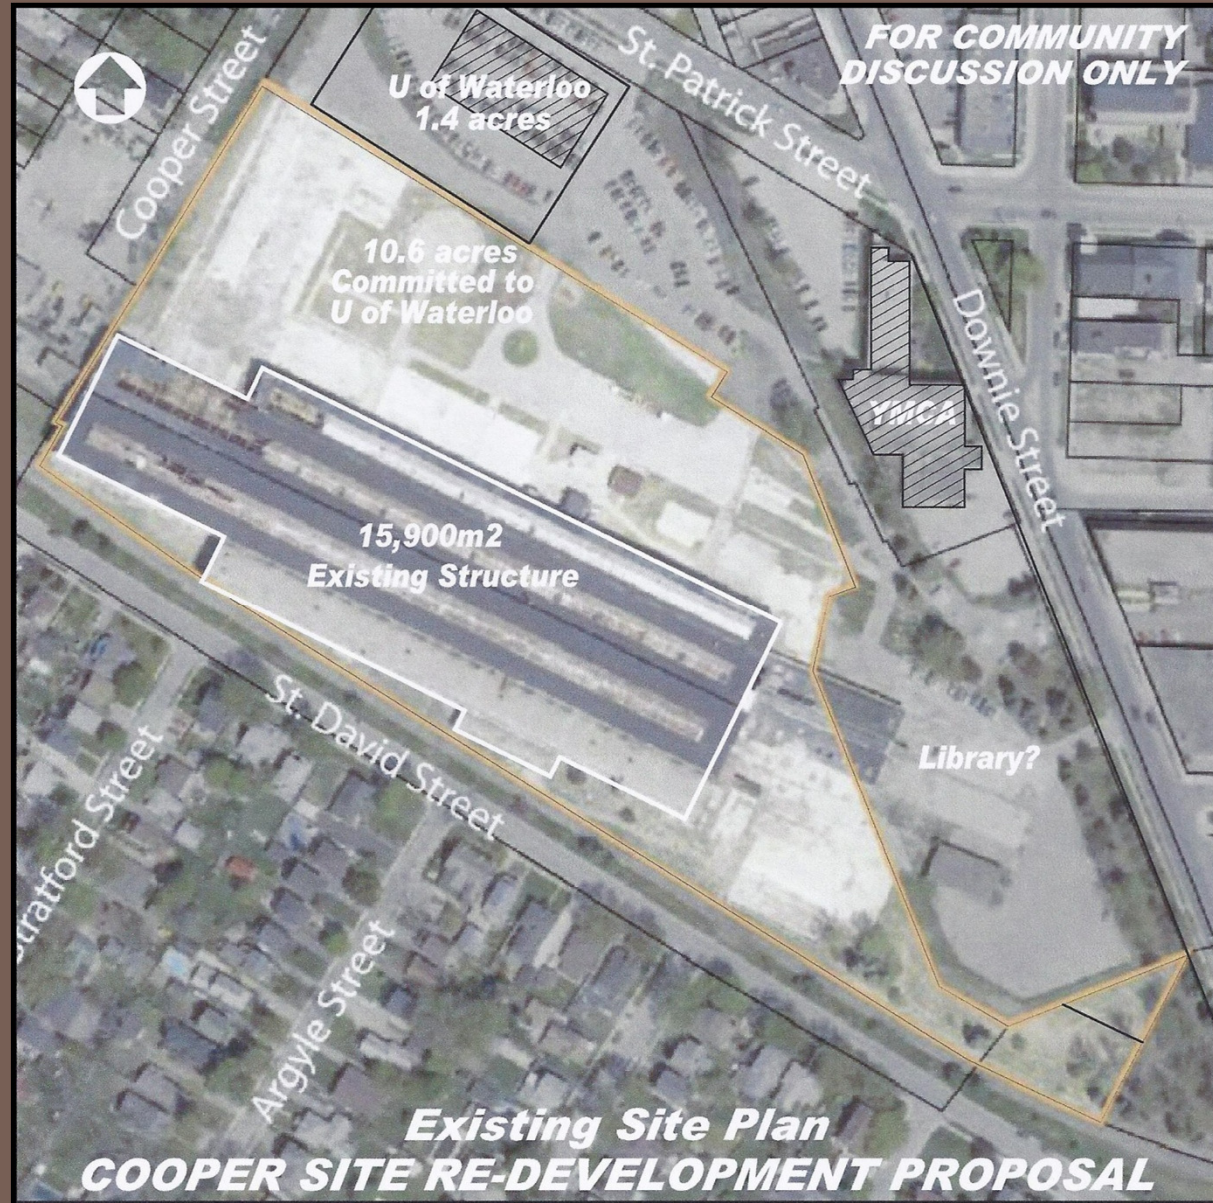 FOR COMMUNITY
DISCUSSION ONLY
St. Patrick Street
Cooper Street
U of Waterloo
1.4 acres
10.6 acres
Committed to
U of Waterloo
Downie Street
YMCA
15,900m2
Existing Structure
St. David Street
Library?
Stratford Street
Argyle Street
Existing Site Plan
COOPER SITE RE-DEVELOPMENT PROPOSAL